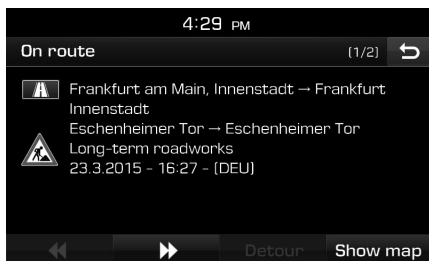 4:29 PM
On route (1/2)
Frankfurt am Main, Innenstadt → Frankfurt
Innenstadt
Eschenheimer Tor → Eschenheimer Tor
Long-term roadworks
23.3.2015 - 16:27 - (DEU)
Detour Show map